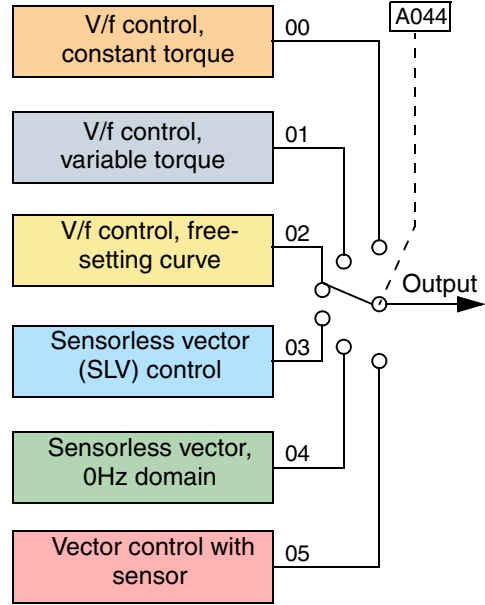 V/f control,
constant torque
00
A044
V/f control,
variable torque
01
V/f control, free-
setting curve
02
Output
Sensorless vector
(SLV) control
03
Sensorless vector,
0Hz domain
04
Vector control with
sensor
05